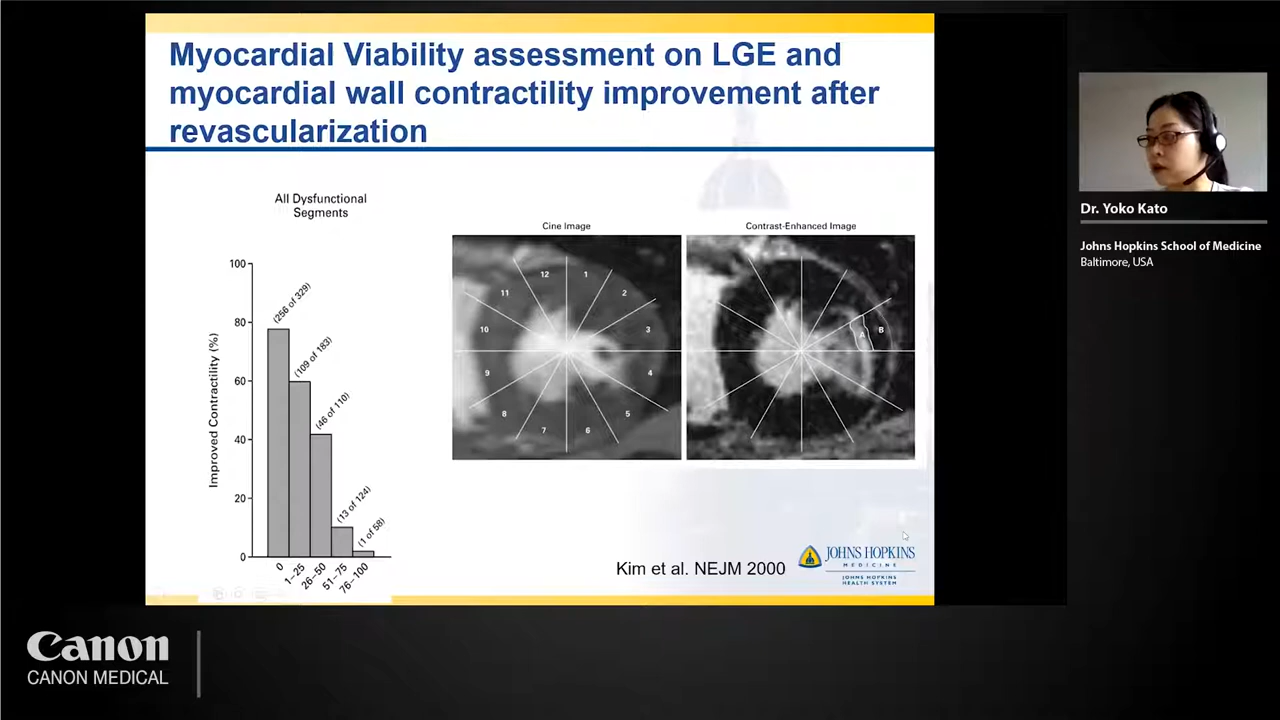 Myocardial Viability assessment on LGE and
myocardial wall contractility improvement after
revascularization
All Dysfunctional
Segments
Improved Contractility (%)
100
80
60
40
20
0
(256 of 329)
(109 of 183)
(46 of 110)
(13 of 124)
(1 of 58)
0
1–25
26–50
51–75
76–100
Cine Image
12
1
11
2
10
3
9
4
8
5
7
6
Contrast-Enhanced Image
A
B
Kim et al. NEJM 2000
JOHNS HOPKINS
MEDICINE
JOHNS HOPKINS
HEALTH SYSTEM
Dr. Yoko Kato
Johns Hopkins School of Medicine
Baltimore, USA
Canon
CANON MEDICAL